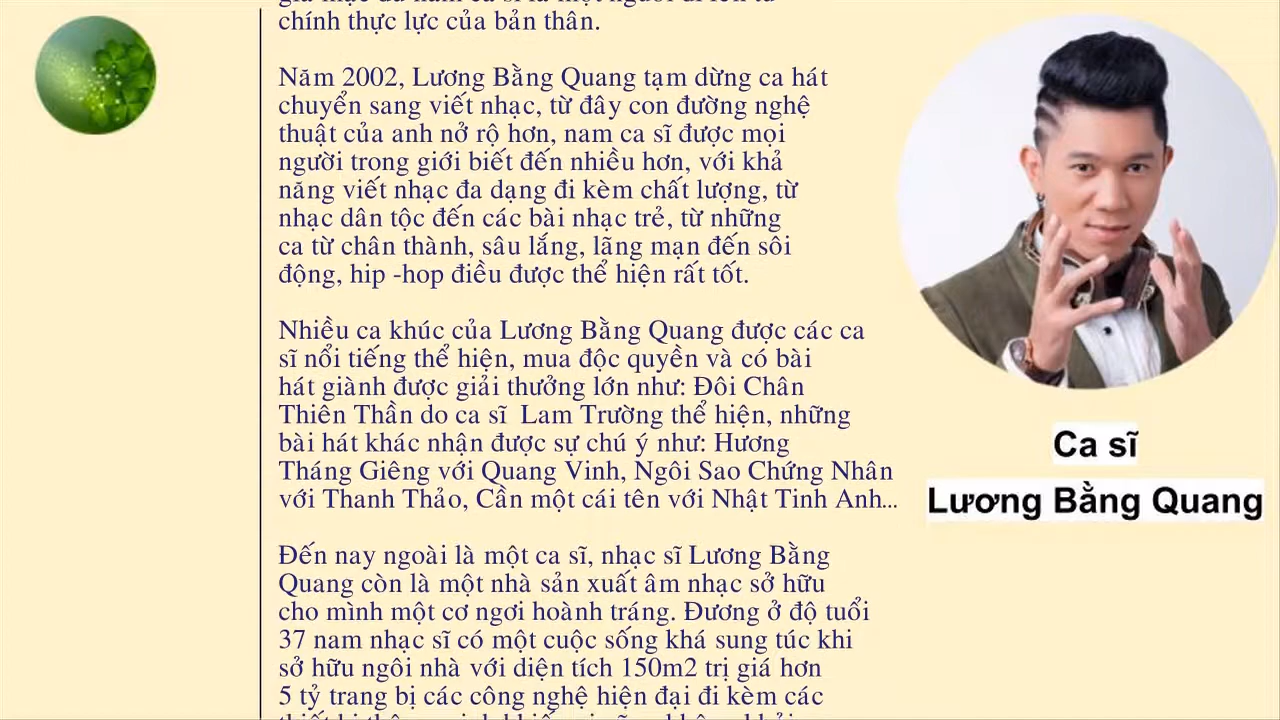 chính thực lực của bản thân.
Năm 2002, Lương Bằng Quang tạm dừng ca hát
chuyển sang viết nhạc, từ đây con đường nghệ
thuật của anh nở rộ hơn, nam ca sĩ được mọi
người trong giới biết đến nhiều hơn, với khả
năng viết nhạc đa dạng đi kèm chất lượng, từ
nhạc dân tộc đến các bài nhạc trẻ, từ những
ca từ chân thành, sâu lắng, lãng mạn đến sôi
động, hip -hop điều được thể hiện rất tốt.
Nhiều ca khúc của Lương Bằng Quang được các ca
sĩ nổi tiếng thể hiện, mua độc quyền và có bài
hát giành được giải thưởng lớn như: Đôi Chân
Thiên Thần do ca sĩ  Lam Trường thể hiện, những
bài hát khác nhận được sự chú ý như: Hương
Tháng Giêng với Quang Vinh, Ngôi Sao Chứng Nhân
với Thanh Thảo, Cần một cái tên với Nhật Tinh Anh...
Đến nay ngoài là một ca sĩ, nhạc sĩ Lương Bằng
Quang còn là một nhà sản xuất âm nhạc sở hữu
cho mình một cơ ngơi hoành tráng. Đương ở độ tuổi
37 nam nhạc sĩ có một cuộc sống khá sung túc khi
sở hữu ngôi nhà với diện tích 150m2 trị giá hơn
5 tỷ trang bị các công nghệ hiện đại đi kèm các
Ca sĩ
Lương Bằng Quang